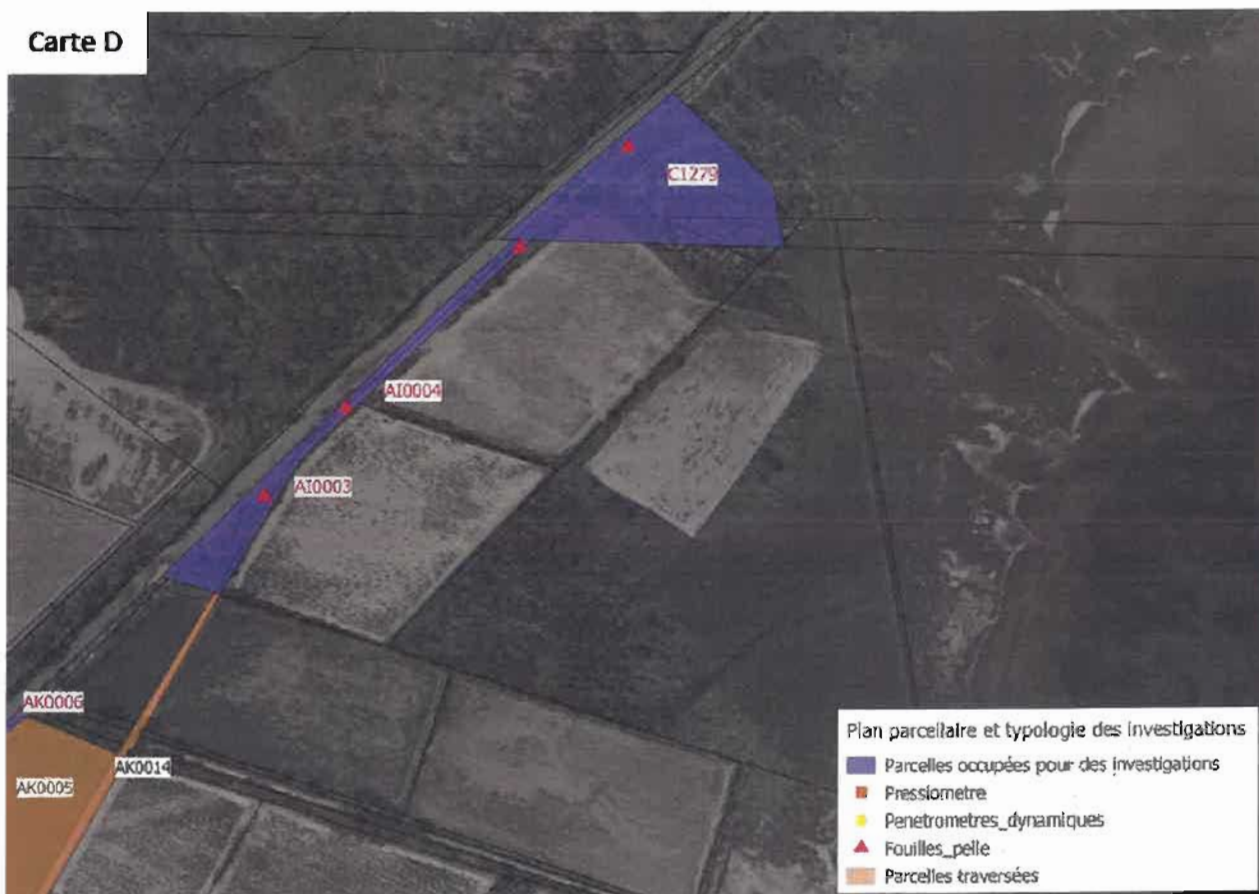 Carte D
C1279
AI0004
AI0003
AK0006
AK0014
AK0005
Plan parcellaire et typologie des investigations
Parcelles occupées pour des investigations
Pressiometre
Penetrometres_dynamiques
Fouilles_pelle
Parcelles traversées